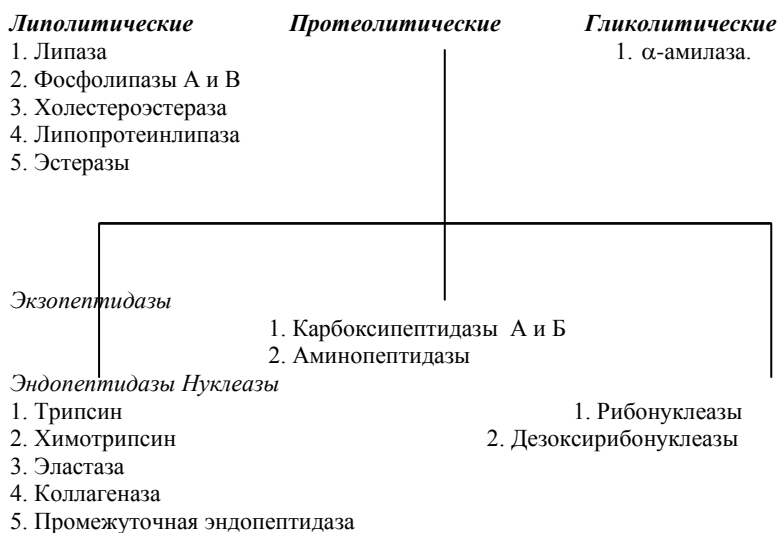 Липолитические Протеолитические Гликолитические
1. Липаза 1. α-амилаза.
2. Фосфолипазы А и В
3. Холестероэстераза
4. Липопротеинлипаза
5. Эстеразы
Экзопептидазы
1. Карбоксипептидазы А и Б
2. Аминопептидазы
Эндопептидазы Нуклеазы
1. Трипсин 1. Рибонуклеазы
2. Химотрипсин 2. Дезоксирибонуклеазы
3. Эластаза
4. Коллагеназа
5. Промежуточная эндопептидаза